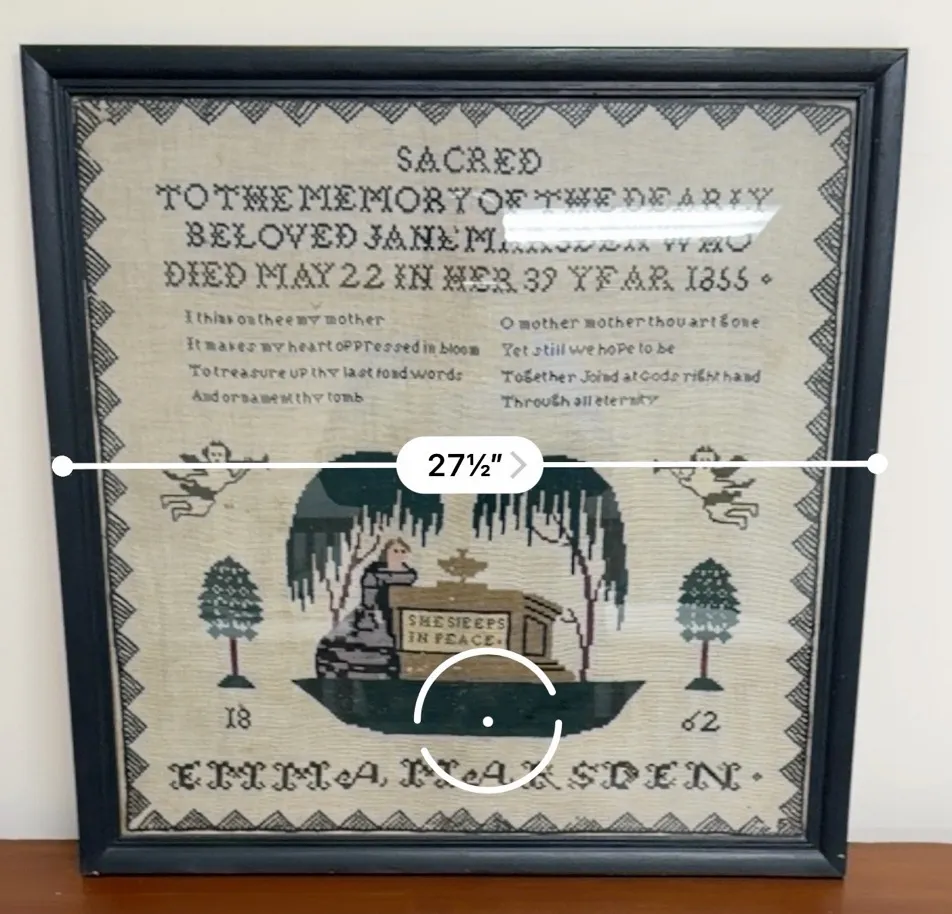 SACRED
TO THE MEMORY OF THE DEARLY
BELOVED JANE MARSDEN WHO
DIED MAY 22 IN HER 39 YEAR 1855
I think on thee my mother
It makes my heart oppressed in bloom
To treasure up thy last fond words
And ornament thy tomb
O mother mother thou art gone
Yet still we hope to be
Together Joind at Gods right hand
Through all eternity
27½"
SHE SLEEPS
IN PEACE.
18 62
EMMA MARSDEN.